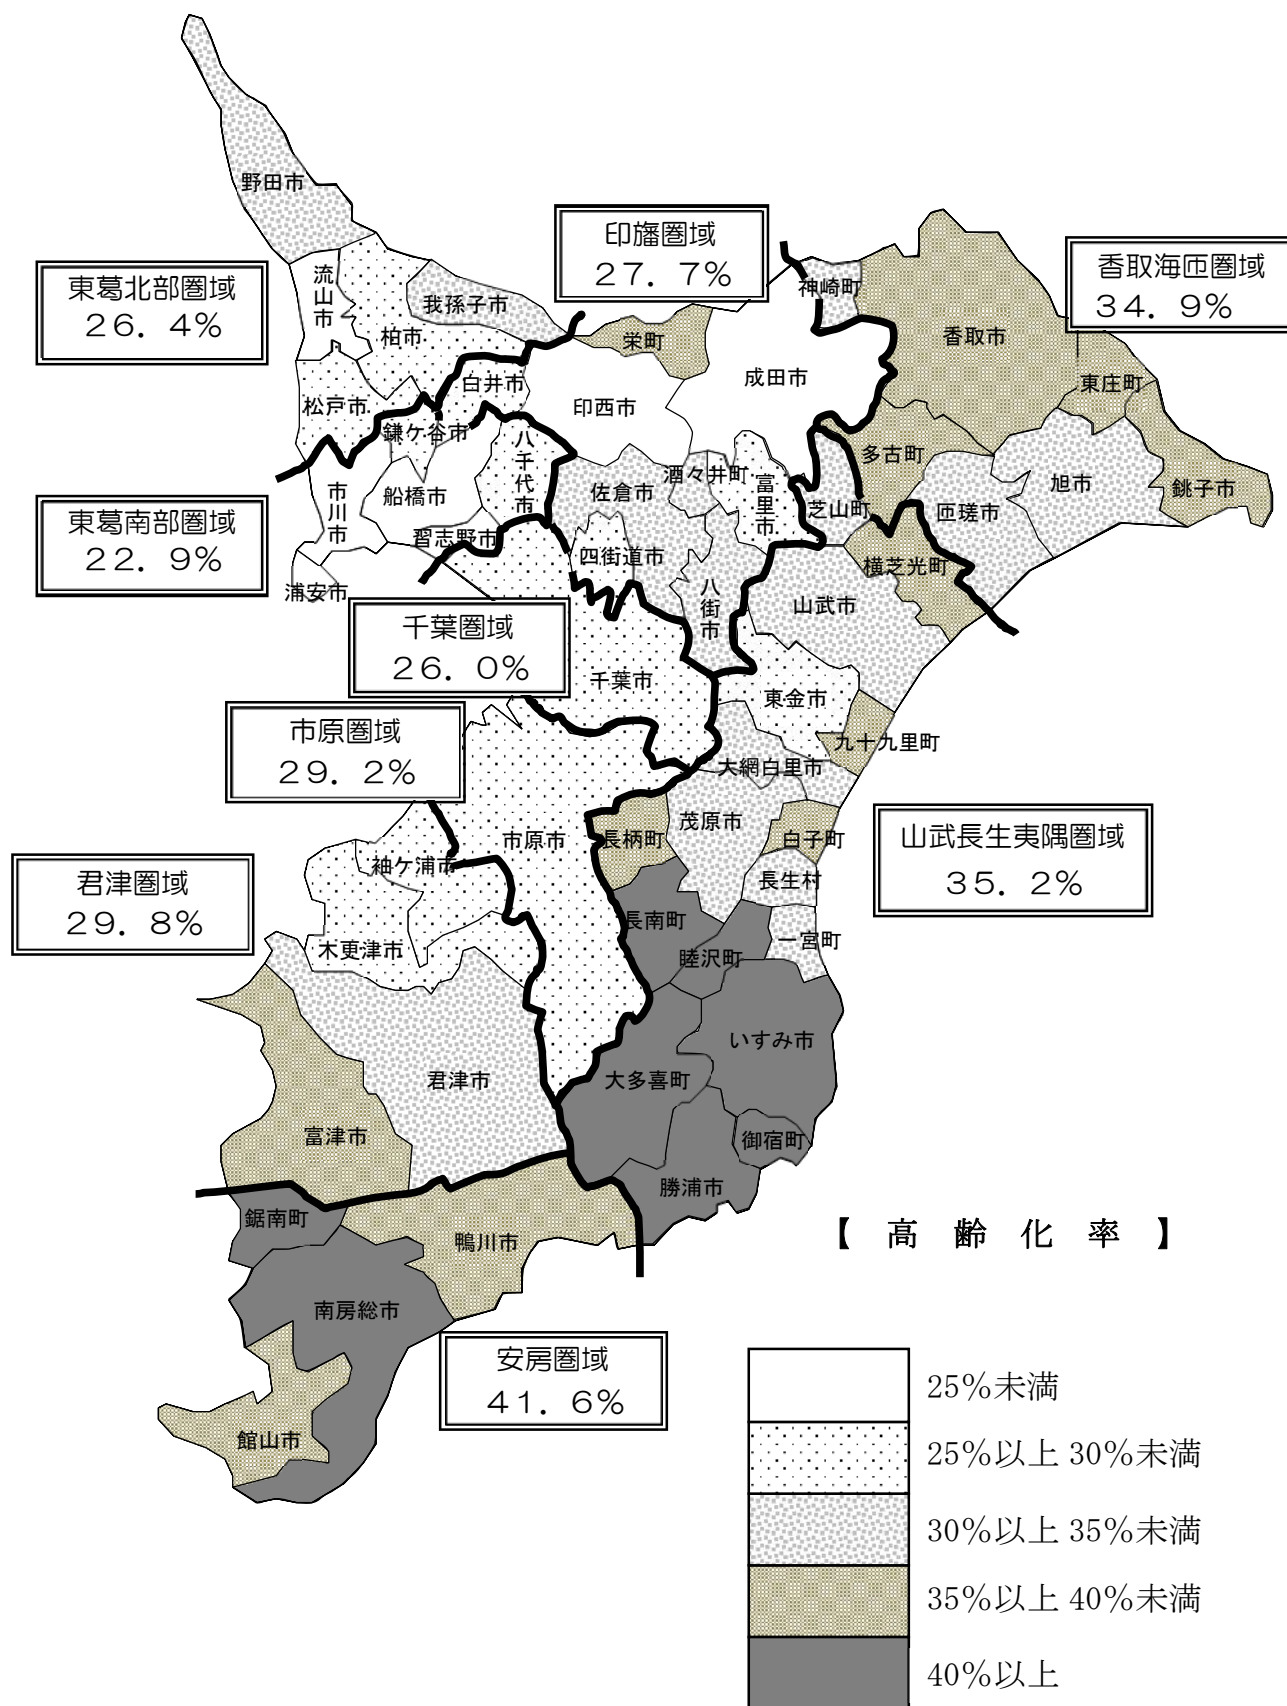 野田市
印旛圏域
27．7%
東葛北部圏域
26．4%
香取海匝圏域
34．9%
流山市
我孫子市
神崎町
柏市
栄町
香取市
成田市
白井市
印西市
東庄町
松戸市
鎌ケ谷市
八千代市
多古町
酒々井町
富里市
旭市
銚子市
市川市
船橋市
佐倉市
芝山町
匝瑳市
東葛南部圏域
22．9%
習志野市
四街道市
横芝光町
浦安市
八街市
山武市
千葉圏域
26．0%
千葉市
東金市
市原圏域
29．2%
九十九里町
大網白里市
市原市
長柄町
茂原市
白子町
山武長生夷隅圏域
35．2%
袖ケ浦市
長生村
君津圏域
29．8%
長南町
一宮町
木更津市
睦沢町
いすみ市
君津市
大多喜町
富津市
御宿町
勝浦市
鋸南町
鴨川市
【 高 齢 化 率 】
南房総市
安房圏域
41．6%
館山市
25%未満
25%以上 30%未満
30%以上 35%未満
35%以上 40%未満
40%以上